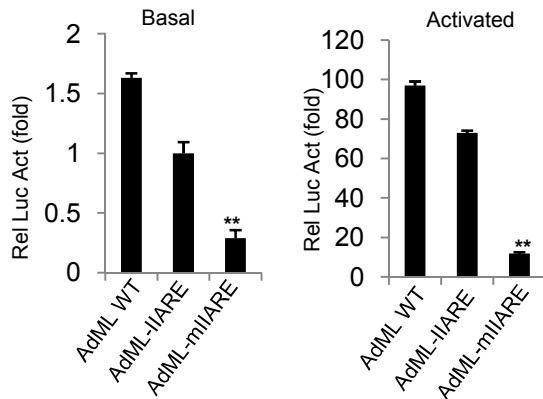 Basal
Rel Luc Act (fold)
2
1.5
1
0.5
0
**
AdML WT
AdML-IIARE
AdML-mIIARE
Activated
Rel Luc Act (fold)
120
100
80
60
40
20
0
**
AdML WT
AdML-IIARE
AdML-mIIARE